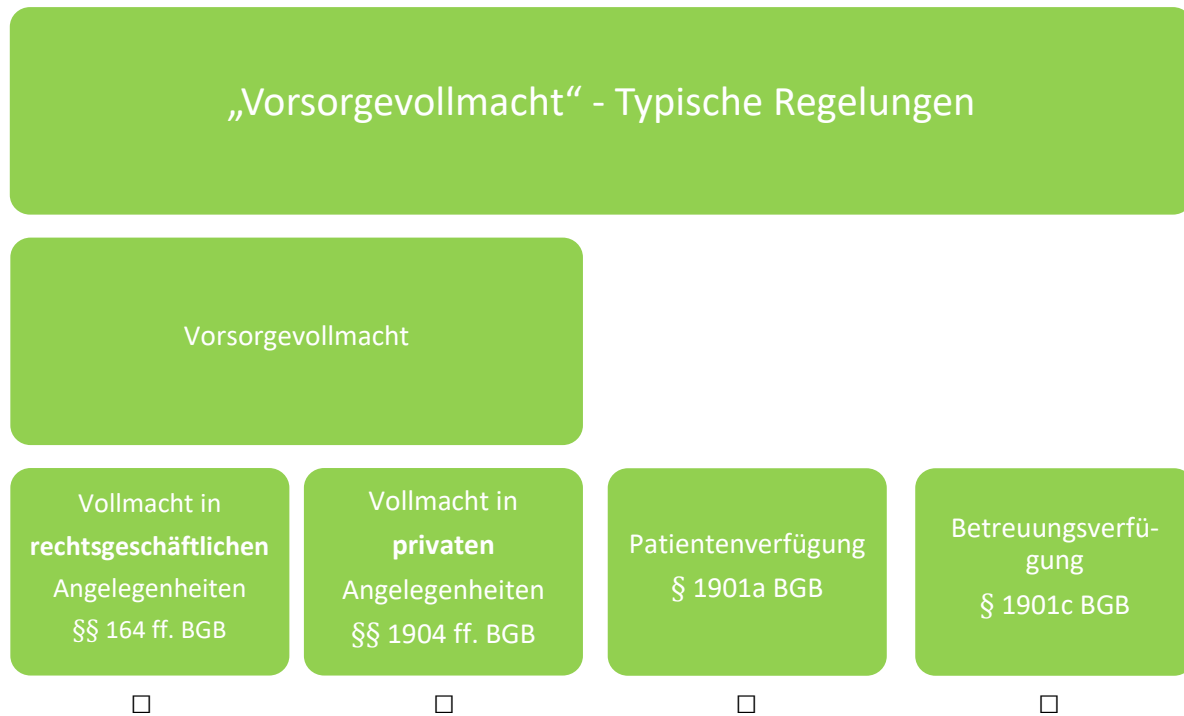 „Vorsorgevollmacht“ - Typische Regelungen
Vorsorgevollmacht
Vollmacht in
rechtsgeschäftlichen
Angelegenheiten
§§ 164 ff. BGB
Vollmacht in
privaten
Angelegenheiten
§§ 1904 ff. BGB
Patientenverfügung
§ 1901a BGB
Betreuungsverfü-
gung
§ 1901c BGB
☐ ☐ ☐ ☐